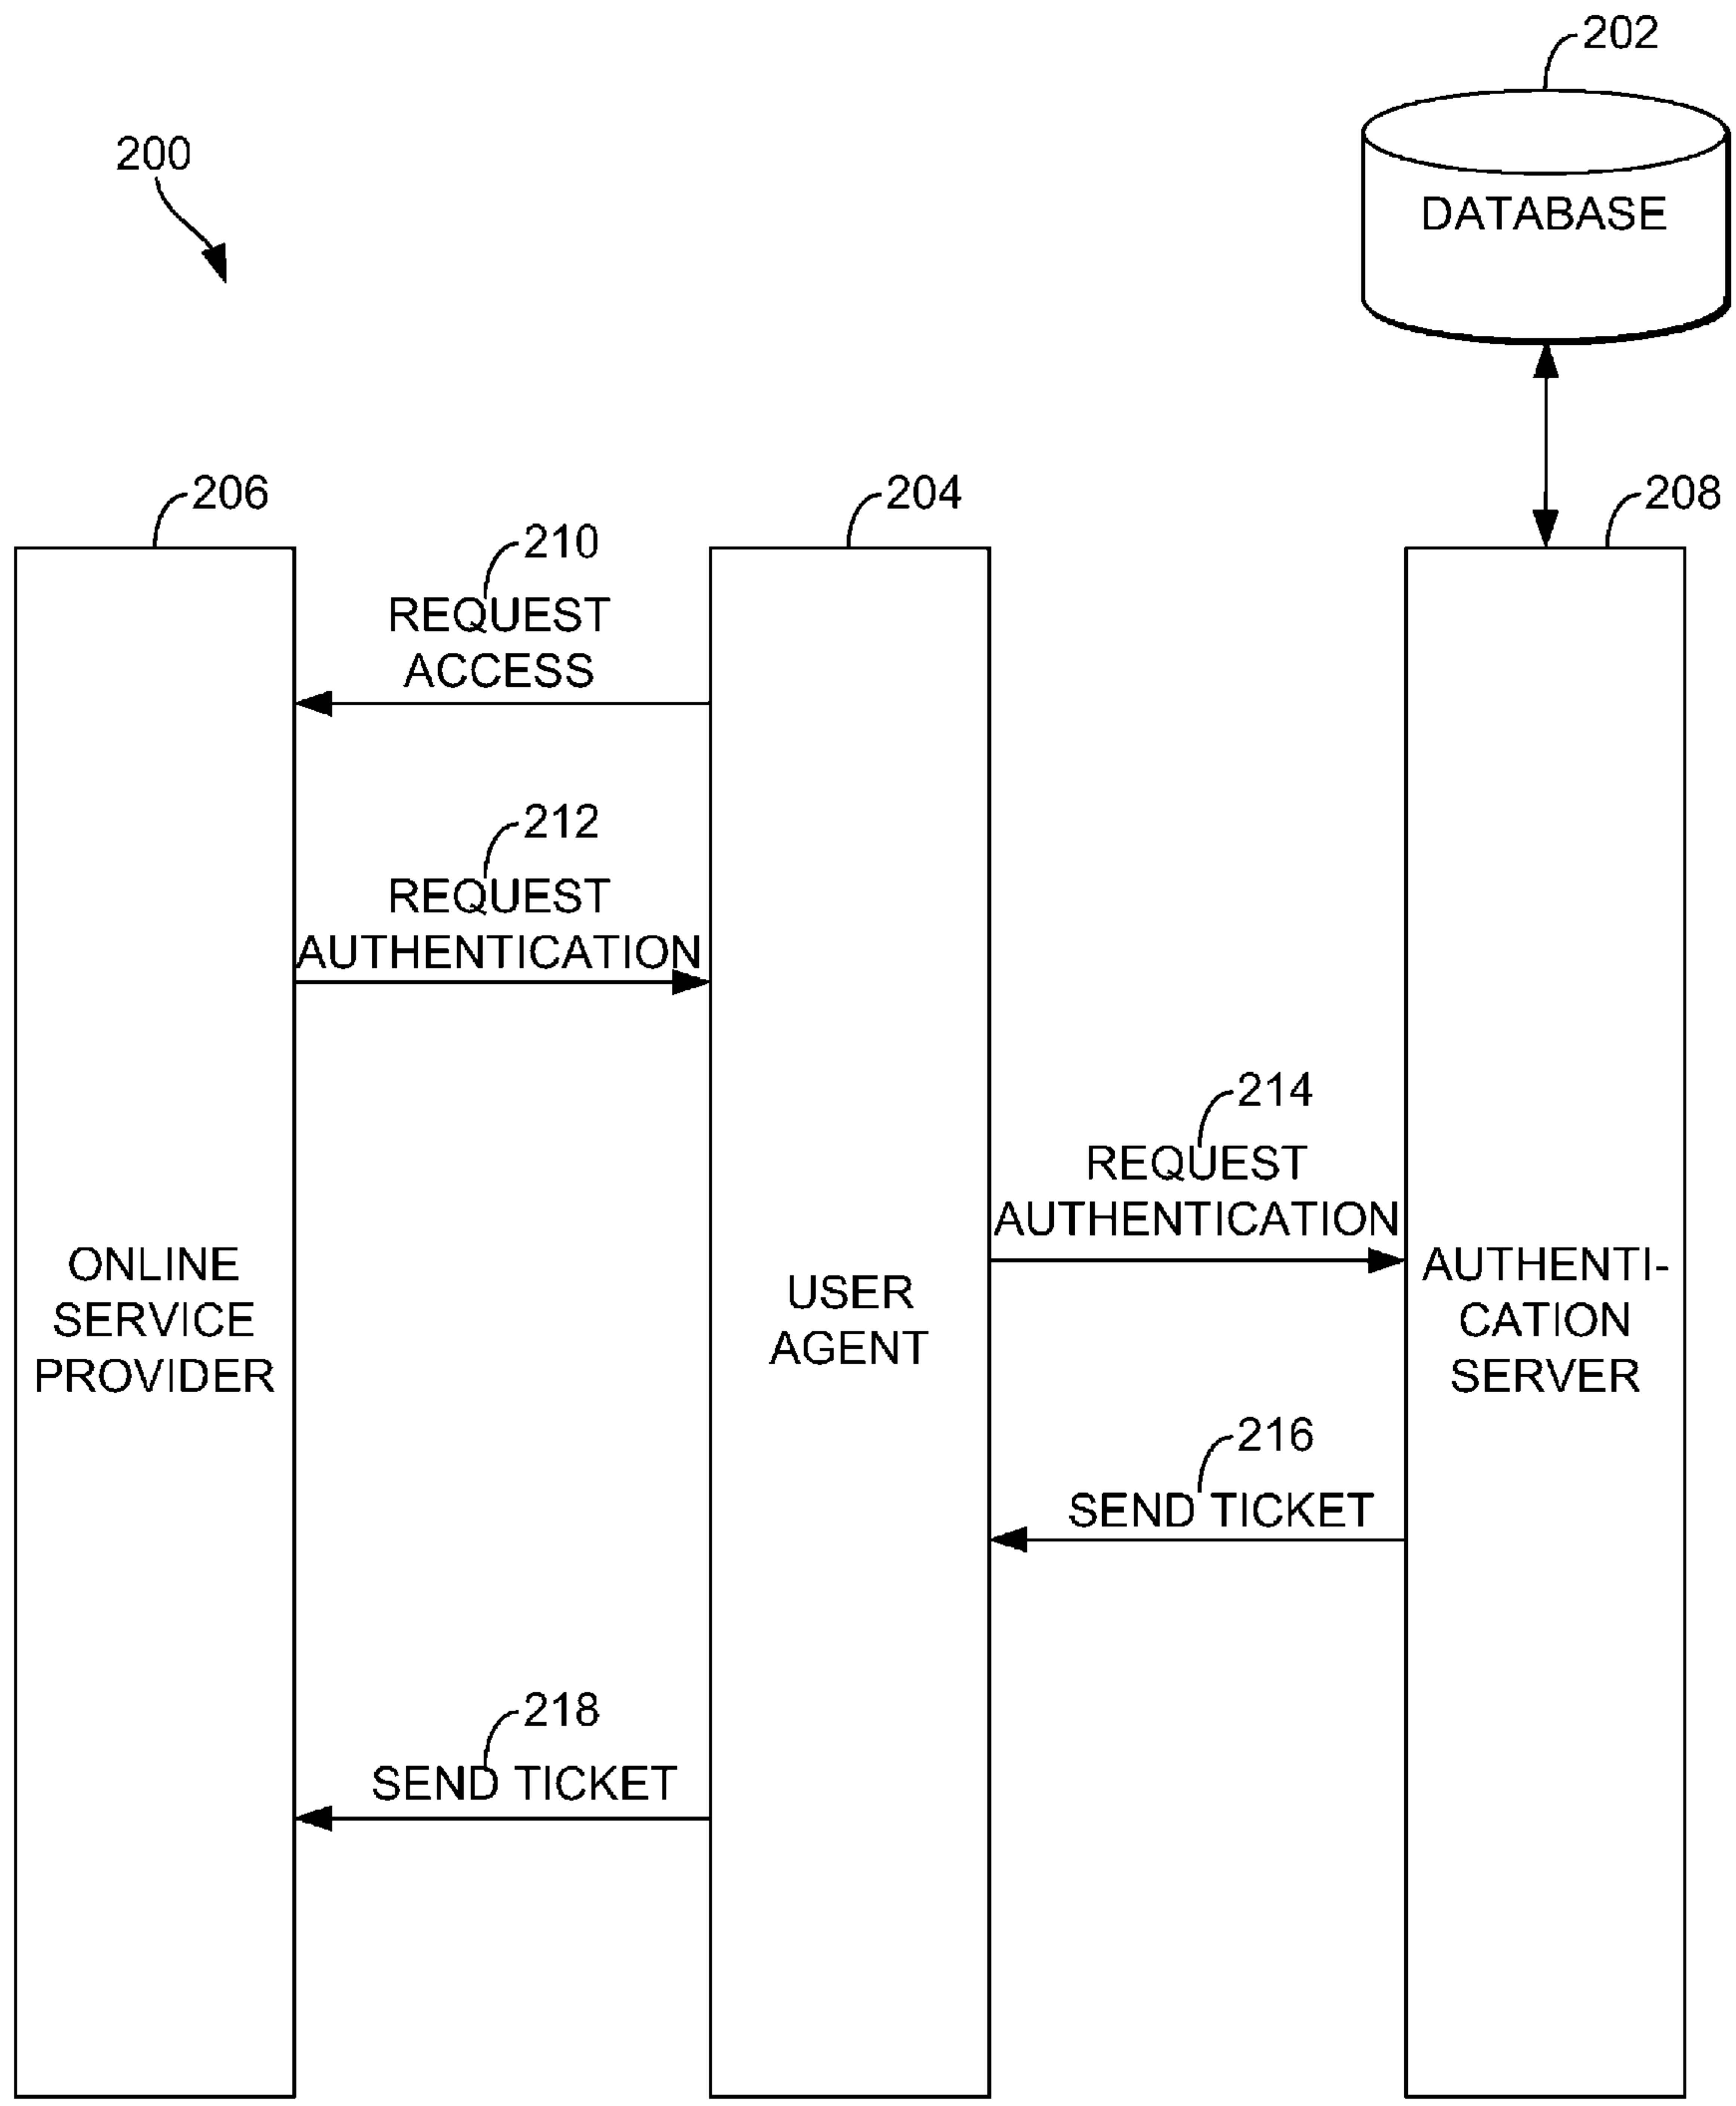 202
200
DATABASE
206
204
208
210
REQUEST
ACCESS
212
REQUEST
AUTHENTICATION
214
REQUEST
AUTHENTICATION
ONLINE
SERVICE
PROVIDER
USER
AGENT
AUTHENTI-
CATION
SERVER
216
SEND TICKET
218
SEND TICKET